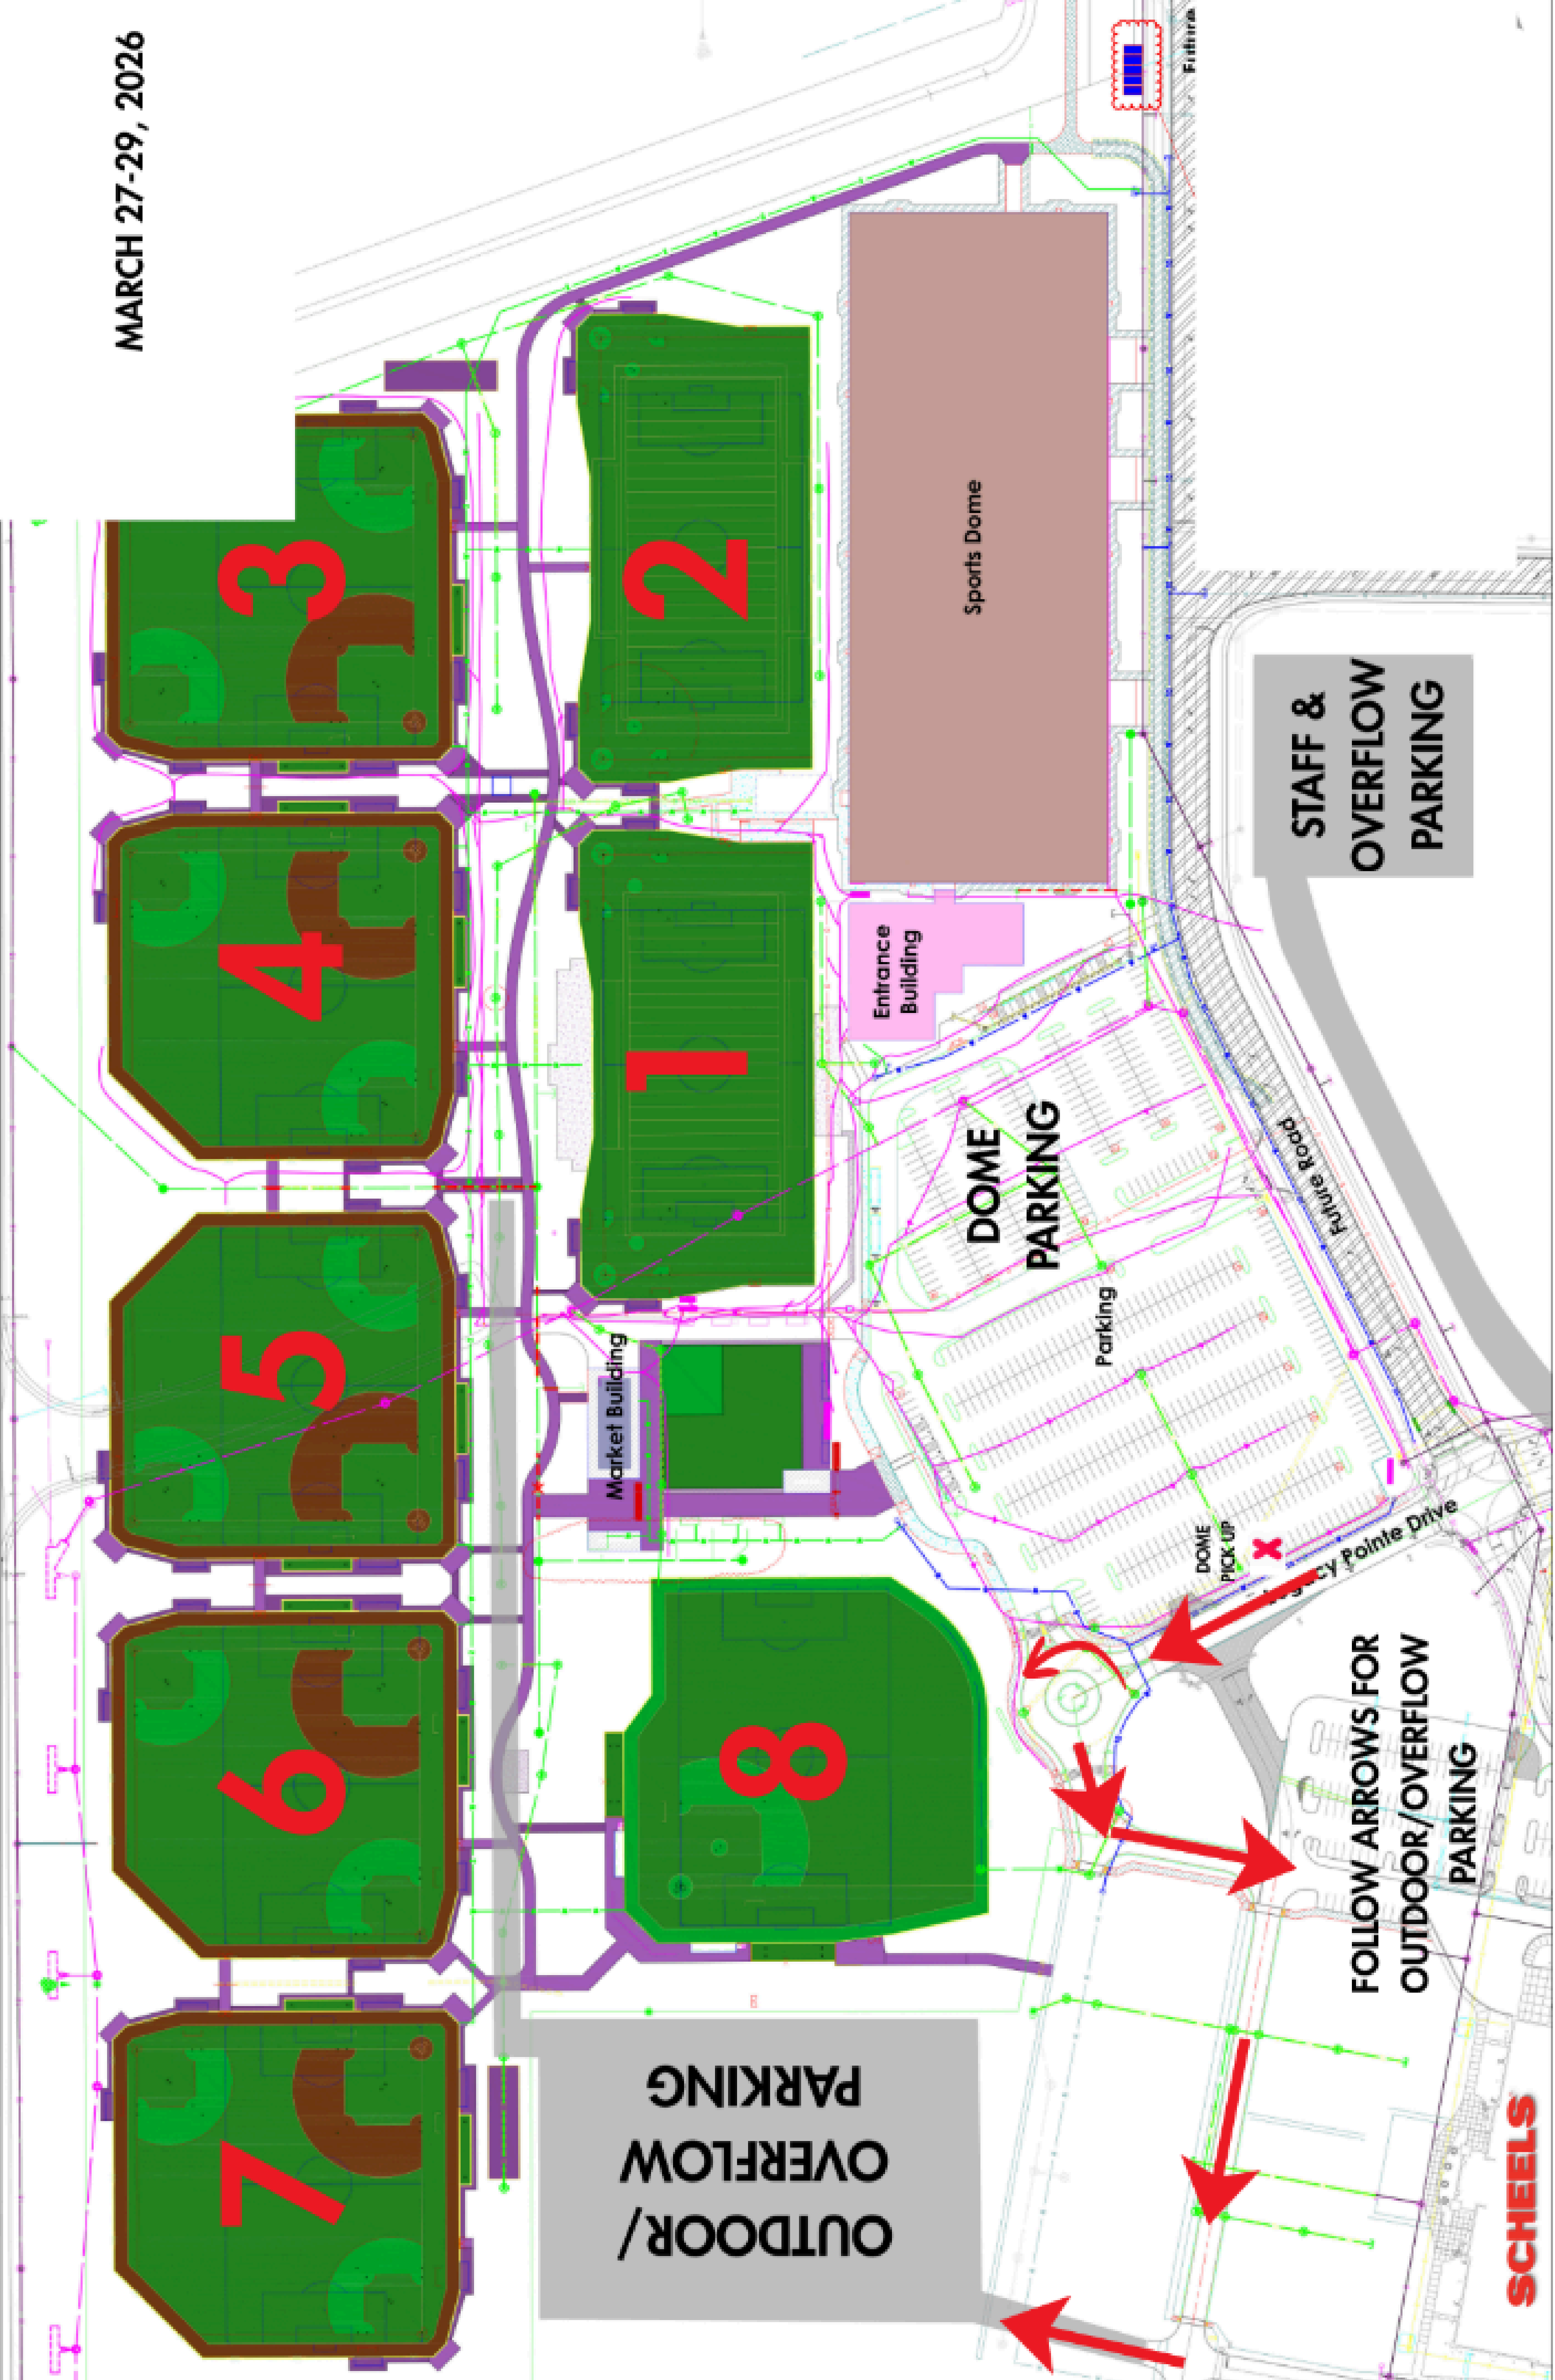 MARCH 27-29, 2026
3
4
5
6
7
2
1
8
Sports Dome
Entrance
Building
Market Building
DOME
PARKING
Parking
DOME
PICK UP
X
Future Road
Legacy Pointe Drive
STAFF &
OVERFLOW
PARKING
FOLLOW ARROWS FOR
OUTDOOR/OVERFLOW
PARKING
OUTDOOR/
OVERFLOW
PARKING
SCHEELS